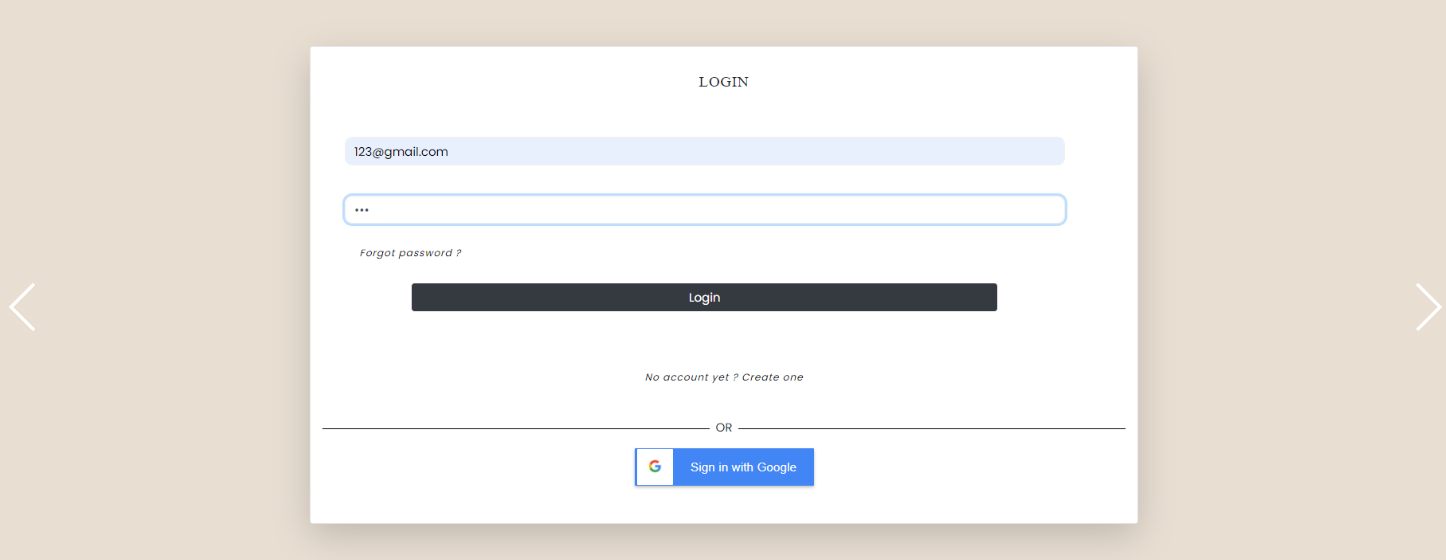 LOGIN
123@gmail.com
•••
Forgot password ?
Login
No account yet ? Create one
OR
Sign in with Google